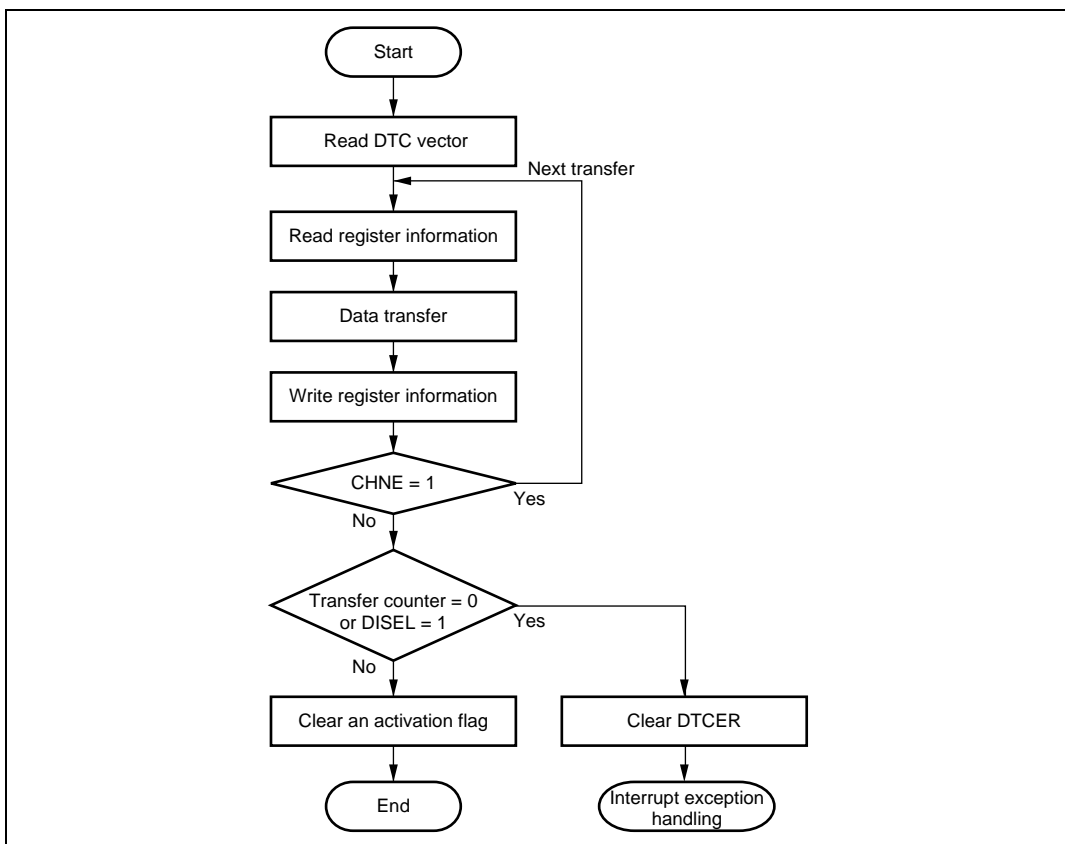 Start
Read DTC vector
Next transfer
Read register information
Data transfer
Write register information
CHNE = 1
Yes
No
Transfer counter = 0
or DISEL = 1
Yes
No
Clear an activation flag
Clear DTCER
End
Interrupt exception
handling